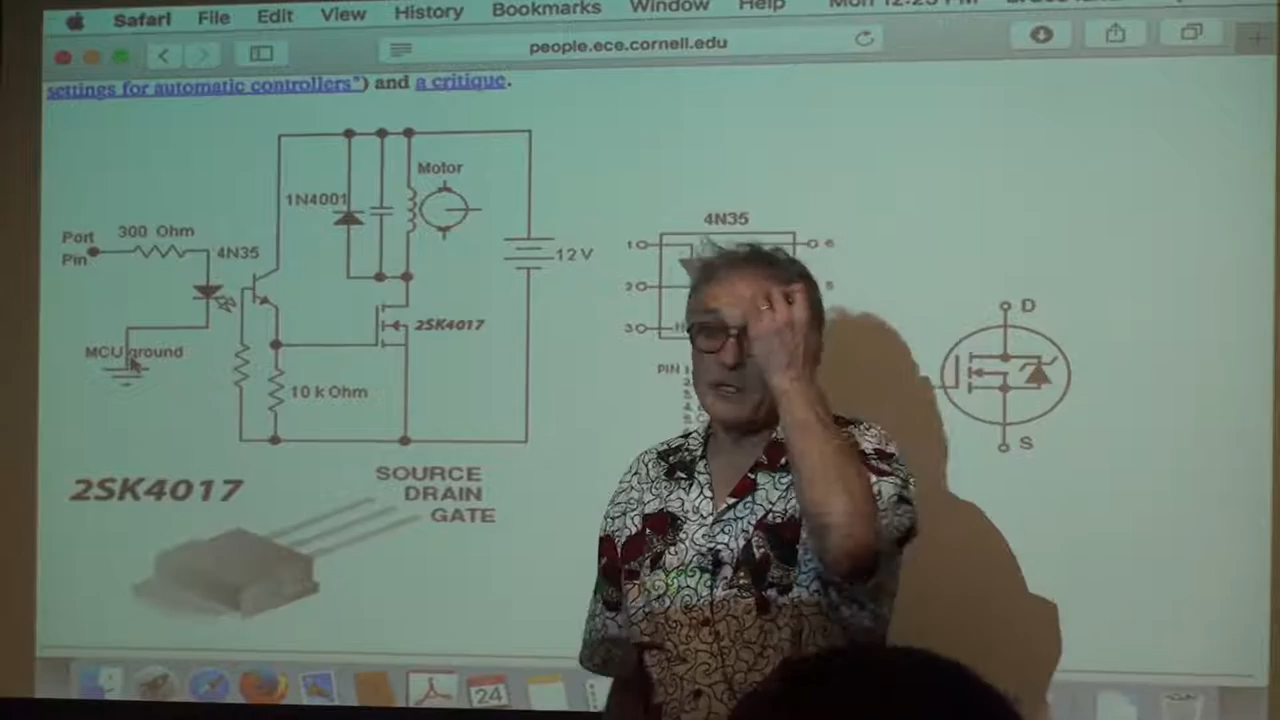 Safari File Edit View History Bookmarks Window Help
people.ece.cornell.edu
settings for automatic controllers") and a critique.
Motor
1N4001
300 Ohm
Port
Pin
4N35
12 V
2SK4017
MCU ground
10 k Ohm
2SK4017
SOURCE
DRAIN
GATE
4N35
1
6
2
5
3
PIN 1
D
S
24